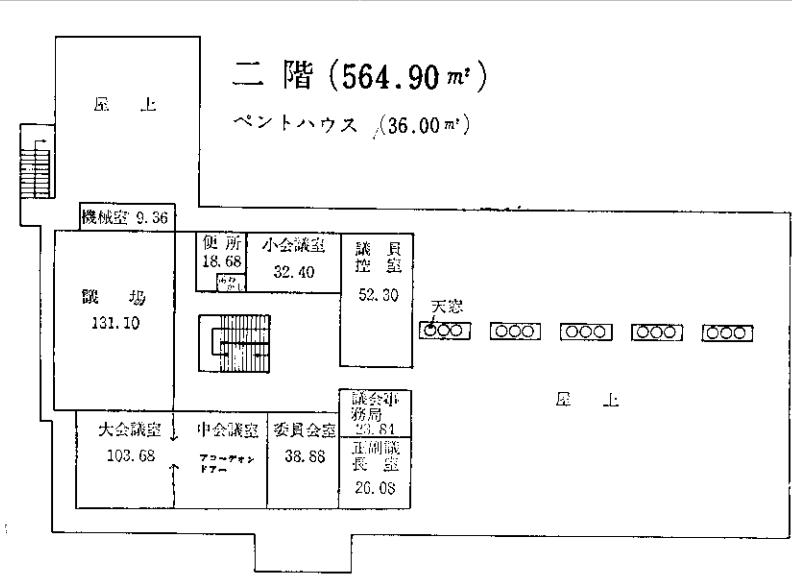 二階(564.90㎡)
ペントハウス (36.00㎡)
屋上
機械室 9.36
便所
18.68
小会議室
32.40
議員
控室
52.30
議場
131.10
天窓
屋上
議会事
務局
23.84
大会議室
103.68
中会議室
アコーデオン
ドアー
委員会室
38.88
正副議
長室
26.08